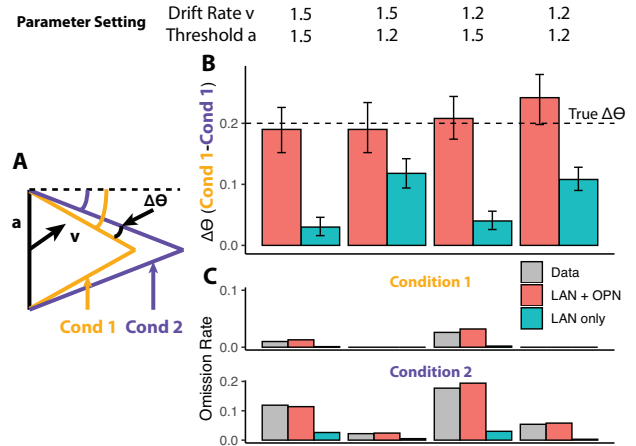 Parameter Setting
Drift Rate v 1.5 1.5 1.2 1.2
Threshold a 1.5 1.2 1.5 1.2
A
a
v
ΔΘ
Cond 1 Cond 2
B
ΔΘ (Cond 1-Cond 1)
0.2
0.1
0.0
True ΔΘ
C
Omission Rate
Condition 1
0.1
0.0
Data
LAN + OPN
LAN only
Condition 2
0.2
0.1
0.0